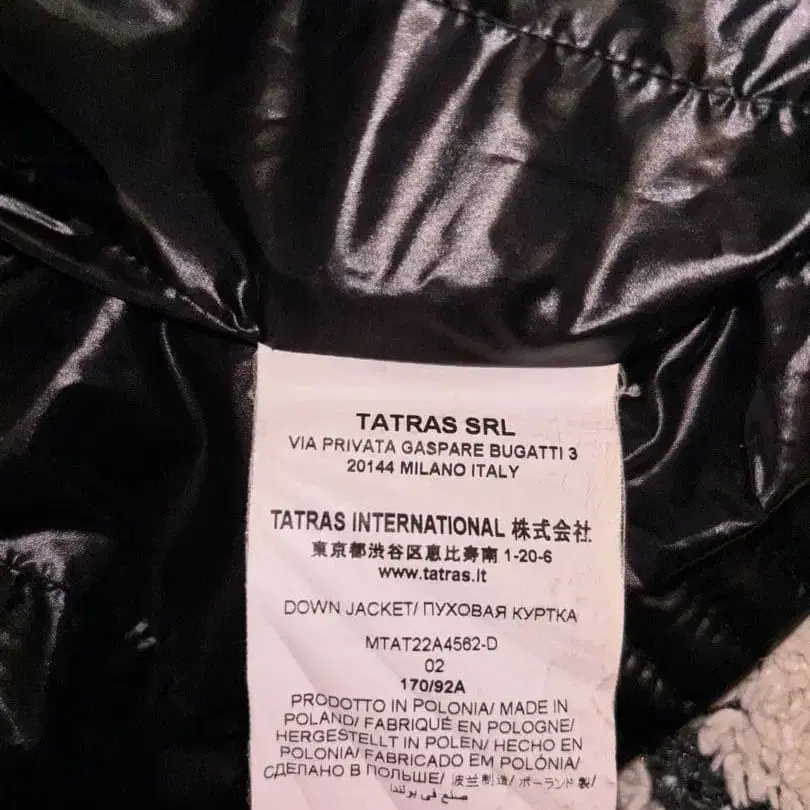 TATRAS SRL
VIA PRIVATA GASPARE BUGATTI 3
20144 MILANO ITALY
TATRAS INTERNATIONAL 株式会社
東京都渋谷区恵比寿南 1-20-6
www.tatras.it
DOWN JACKET/ ПУХОВАЯ КУРТКА
MTAT22A4562-D
02
170/92A
PRODOTTO IN POLONIA/ MADE IN
POLAND/ FABRIQUÉ EN POLOGNE/
HERGESTELLT IN POLEN/ HECHO EN
POLONIA/ FABRICADO EM POLÓNIA/
СДЕЛАНО В ПОЛЬШЕ/ 波兰制造/ ポーランド製/
صنع في بولندا